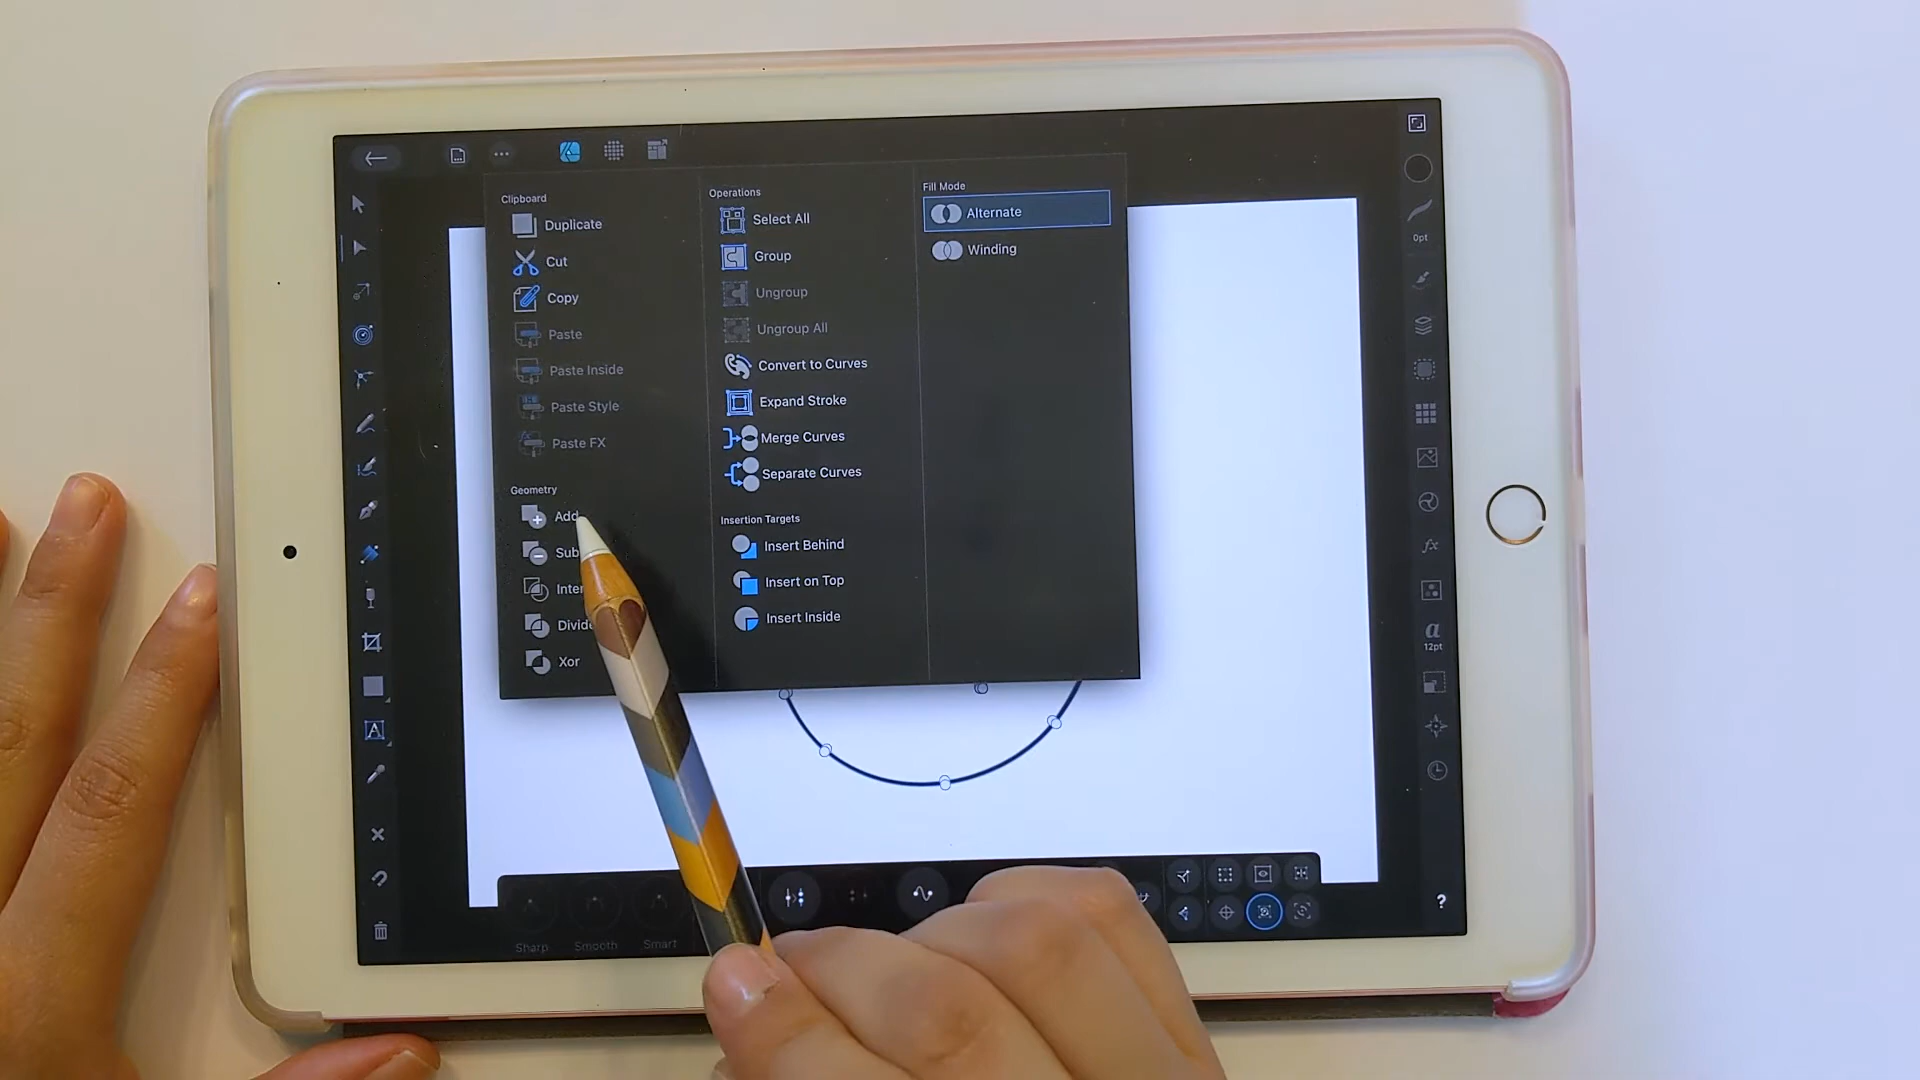 Clipboard
Duplicate
Cut
Copy
Paste
Paste Inside
Paste Style
Paste FX
Geometry
Add
Sub
Inter
Divide
Xor
Operations
Select All
Group
Ungroup
Ungroup All
Convert to Curves
Expand Stroke
Merge Curves
Separate Curves
Insertion Targets
Insert Behind
Insert on Top
Insert Inside
Fill Mode
Alternate
Winding
0pt
fx
a
12pt
?
A
Sharp
Smooth
Smart